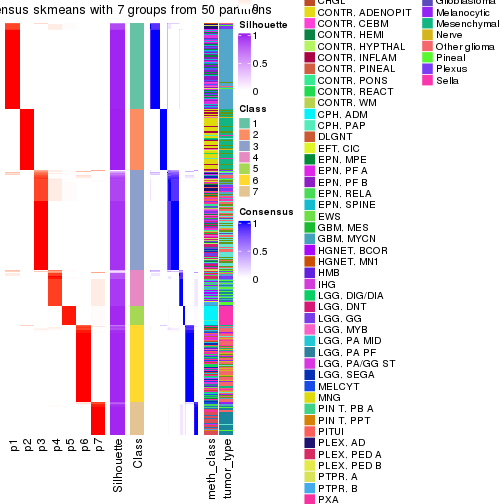 nsus skmeans with 7 groups from 50 partitions
Silhouette
1
0.5
0
Class
1
2
3
4
5
6
7
Consensus
1
0.5
0
p1
p2
p3
p4
p5
p6
p7
Silhouette
Class
meth_class
tumor_type
CONTR. ADENOPIT
CONTR. CEBM
CONTR. HEMI
CONTR. HYPTHAL
CONTR. INFLAM
CONTR. PINEAL
CONTR. PONS
CONTR. REACT
CONTR. WM
CPH. ADM
CPH. PAP
DLGNT
EFT. CIC
EPN. MPE
EPN. PF A
EPN. PF B
EPN. RELA
EPN. SPINE
EWS
GBM. MES
GBM. MYCN
HGNET. BCOR
HGNET. MN1
HMB
IHG
LGG. DIG/DIA
LGG. DNT
LGG. GG
LGG. MYB
LGG. PA MID
LGG. PA PF
LGG. PA/GG ST
LGG. SEGA
MELCYT
MNG
PIN T. PB A
PIN T. PPT
PITUI
PLEX. AD
PLEX. PED A
PLEX. PED B
PTPR. A
PTPR. B
PXA
Glioblastoma
Melanocytic
Mesenchymal
Nerve
Other glioma
Pineal
Plexus
Sella